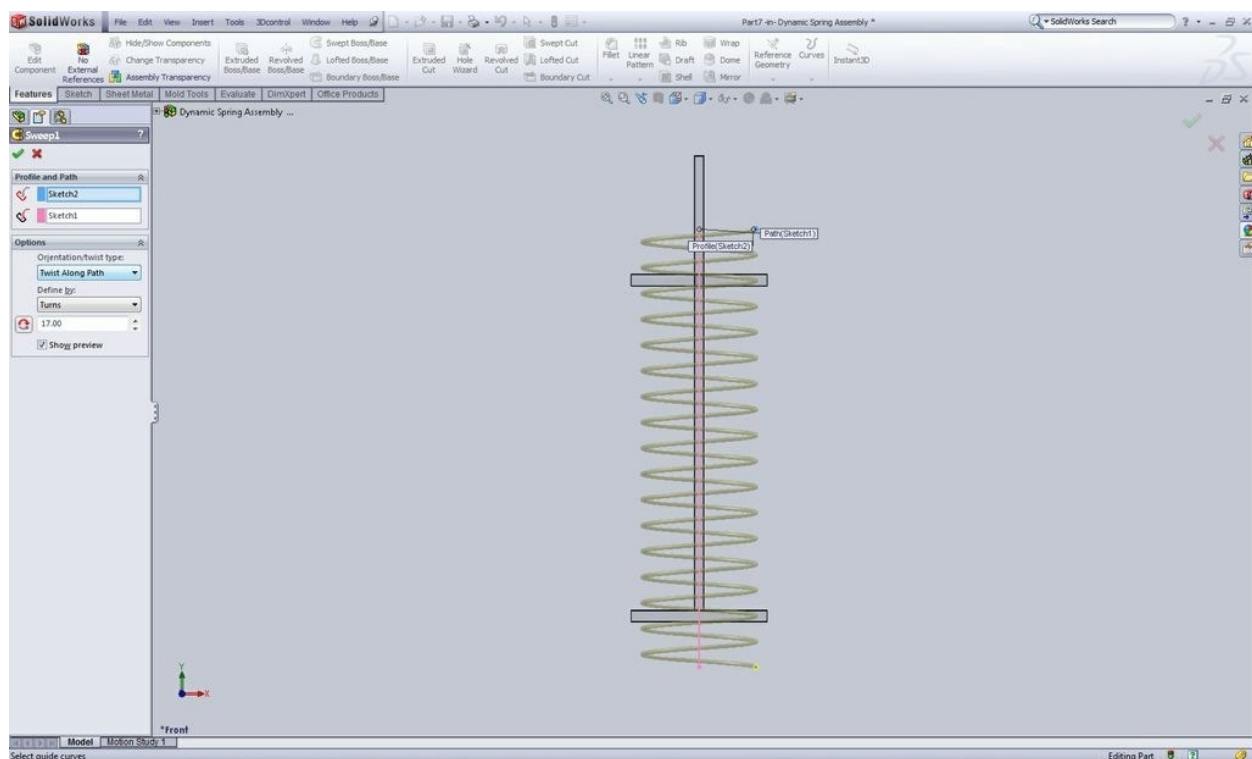 SolidWorks File Edit View Insert Tools 3Dcontrol Window Help Part7 -in- Dynamic Spring Assembly * SolidWorks Search ?
Edit Component
No External References
Hide/Show Components
Change Transparency
Assembly Transparency
Extruded Boss/Base
Revolved Boss/Base
Swept Boss/Base
Lofted Boss/Base
Boundary Boss/Base
Extruded Cut
Hole Wizard
Revolved Cut
Swept Cut
Lofted Cut
Boundary Cut
Fillet
Linear Pattern
Rib
Draft
Shell
Wrap
Dome
Mirror
Reference Geometry
Curves
Instant3D
Features Sketch Sheet Metal Mold Tools Evaluate DimXpert Office Products
Dynamic Spring Assembly ...
Sweep1 ?
Profile and Path
Sketch2
Sketch1
Options
Orientation/twist type:
Twist Along Path
Define by:
Turns
17.00
Show preview
Path(Sketch1)
Profile(Sketch2)
Y
X
*Front
Model Motion Study 1
Select guide curves Editing Part ?